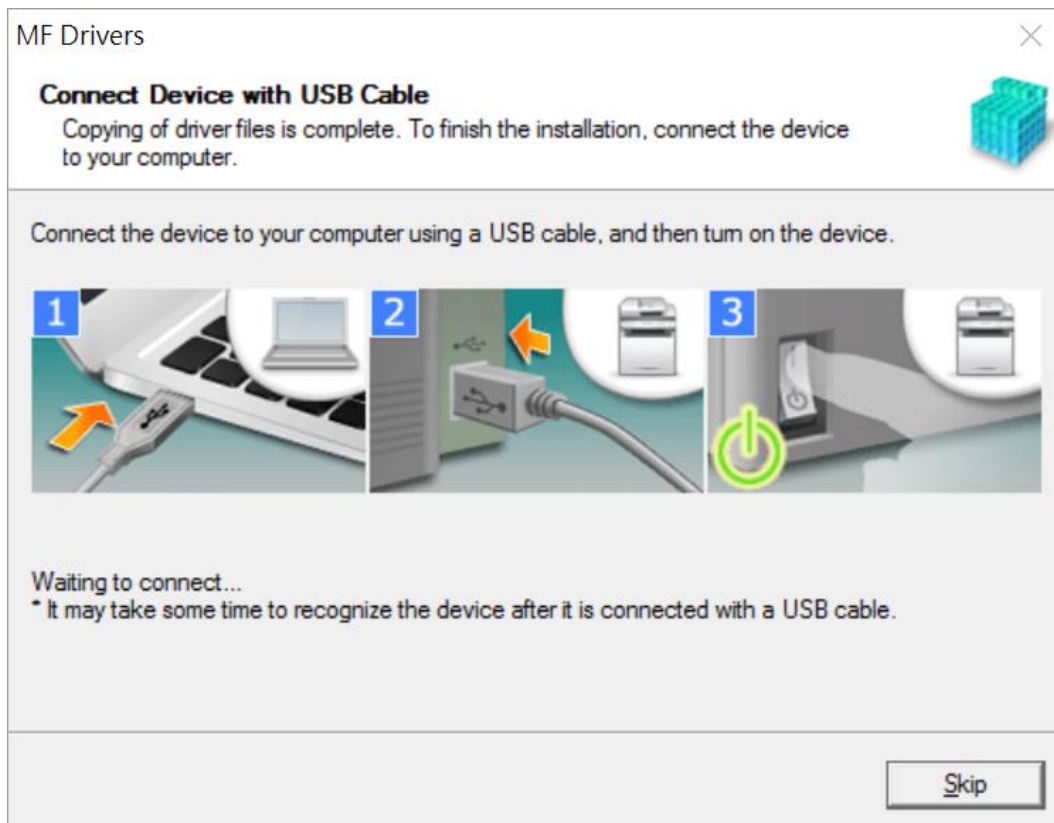 MF Drivers
Connect Device with USB Cable
Copying of driver files is complete. To finish the installation, connect the device
to your computer.
Connect the device to your computer using a USB cable, and then turn on the device.
1
2
3
Waiting to connect...
* It may take some time to recognize the device after it is connected with a USB cable.
Skip